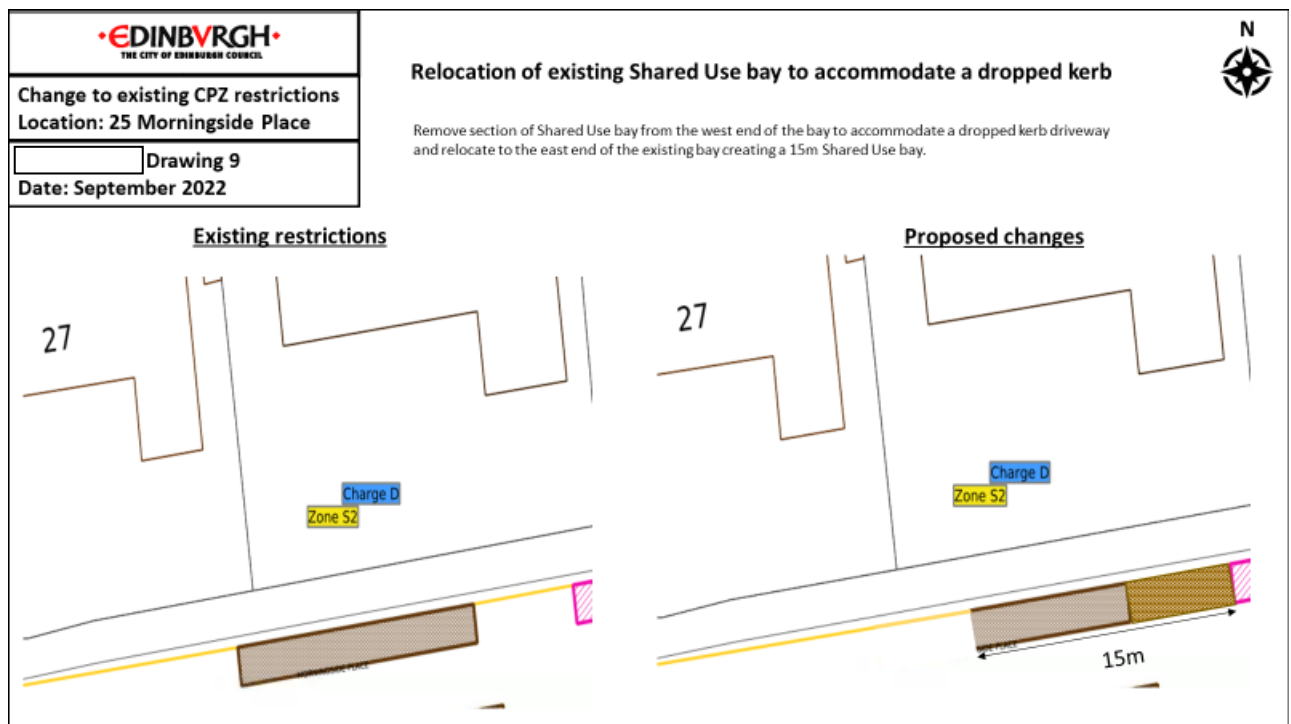 •EDINBVRGH•
THE CITY OF EDINBURGH COUNCIL
Change to existing CPZ restrictions
Location: 25 Morningside Place
Drawing 9
Date: September 2022
Relocation of existing Shared Use bay to accommodate a dropped kerb
Remove section of Shared Use bay from the west end of the bay to accommodate a dropped kerb driveway
and relocate to the east end of the existing bay creating a 15m Shared Use bay.
N
Existing restrictions
27
Charge D
Zone S2
MORNINGSIDE PLACE
Proposed changes
27
Charge D
Zone S2
SIDE PLACE
15m